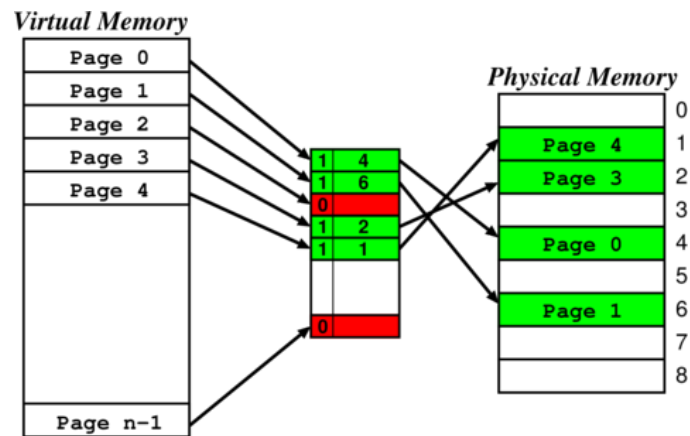 Virtual Memory
Page 0
Page 1
Page 2
Page 3
Page 4
Page n-1
1 4
1 6
0
1 2
1 1
0
Physical Memory
0
Page 4 1
Page 3 2
3
Page 0 4
5
Page 1 6
7
8